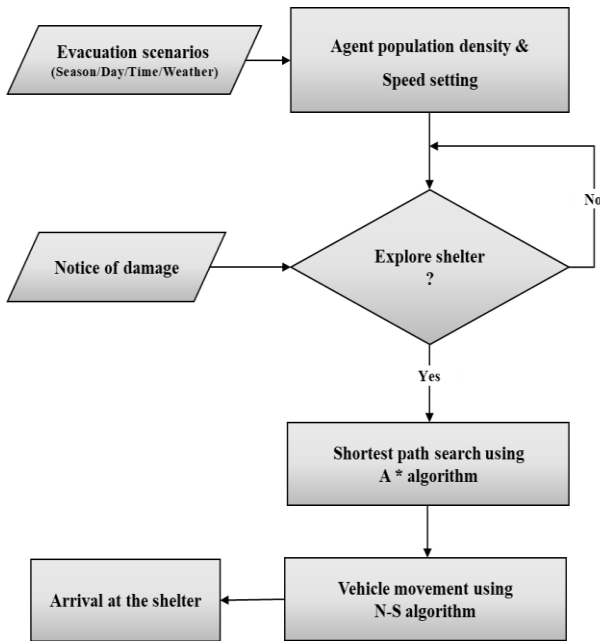 Evacuation scenarios
(Season/Day/Time/Weather)
Agent population density &
Speed setting
No
Notice of damage
Explore shelter
?
Yes
Shortest path search using
A * algorithm
Vehicle movement using
N-S algorithm
Arrival at the shelter